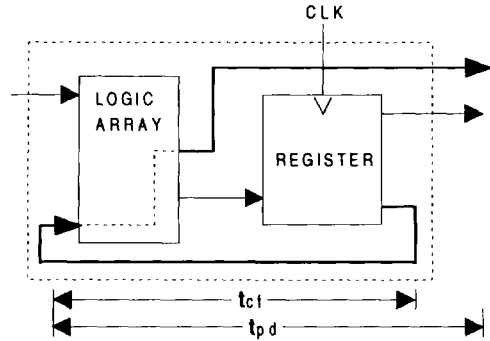 CLK
LOGIC
ARRAY
REGISTER
tcf
tpd